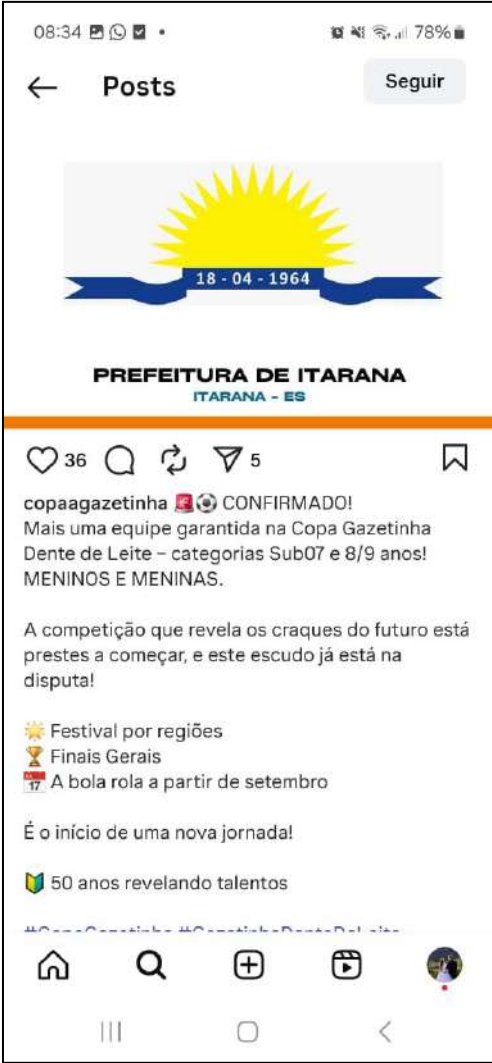 08:34 78%
Posts Seguir
18 - 04 - 1964
PREFEITURA DE ITARANA
ITARANA - ES
36 5
copaagazetinha 🚨⚽ CONFIRMADO!
Mais uma equipe garantida na Copa Gazetinha
Dente de Leite – categorias Sub07 e 8/9 anos!
MENINOS E MENINAS.
A competição que revela os craques do futuro está
prestes a começar, e este escudo já está na
disputa!
🌟 Festival por regiões
🏆 Finais Gerais
📅 A bola rola a partir de setembro
É o início de uma nova jornada!
🔰 50 anos revelando talentos
#CopaGazetinha #GazetinhaDenteDeLeite